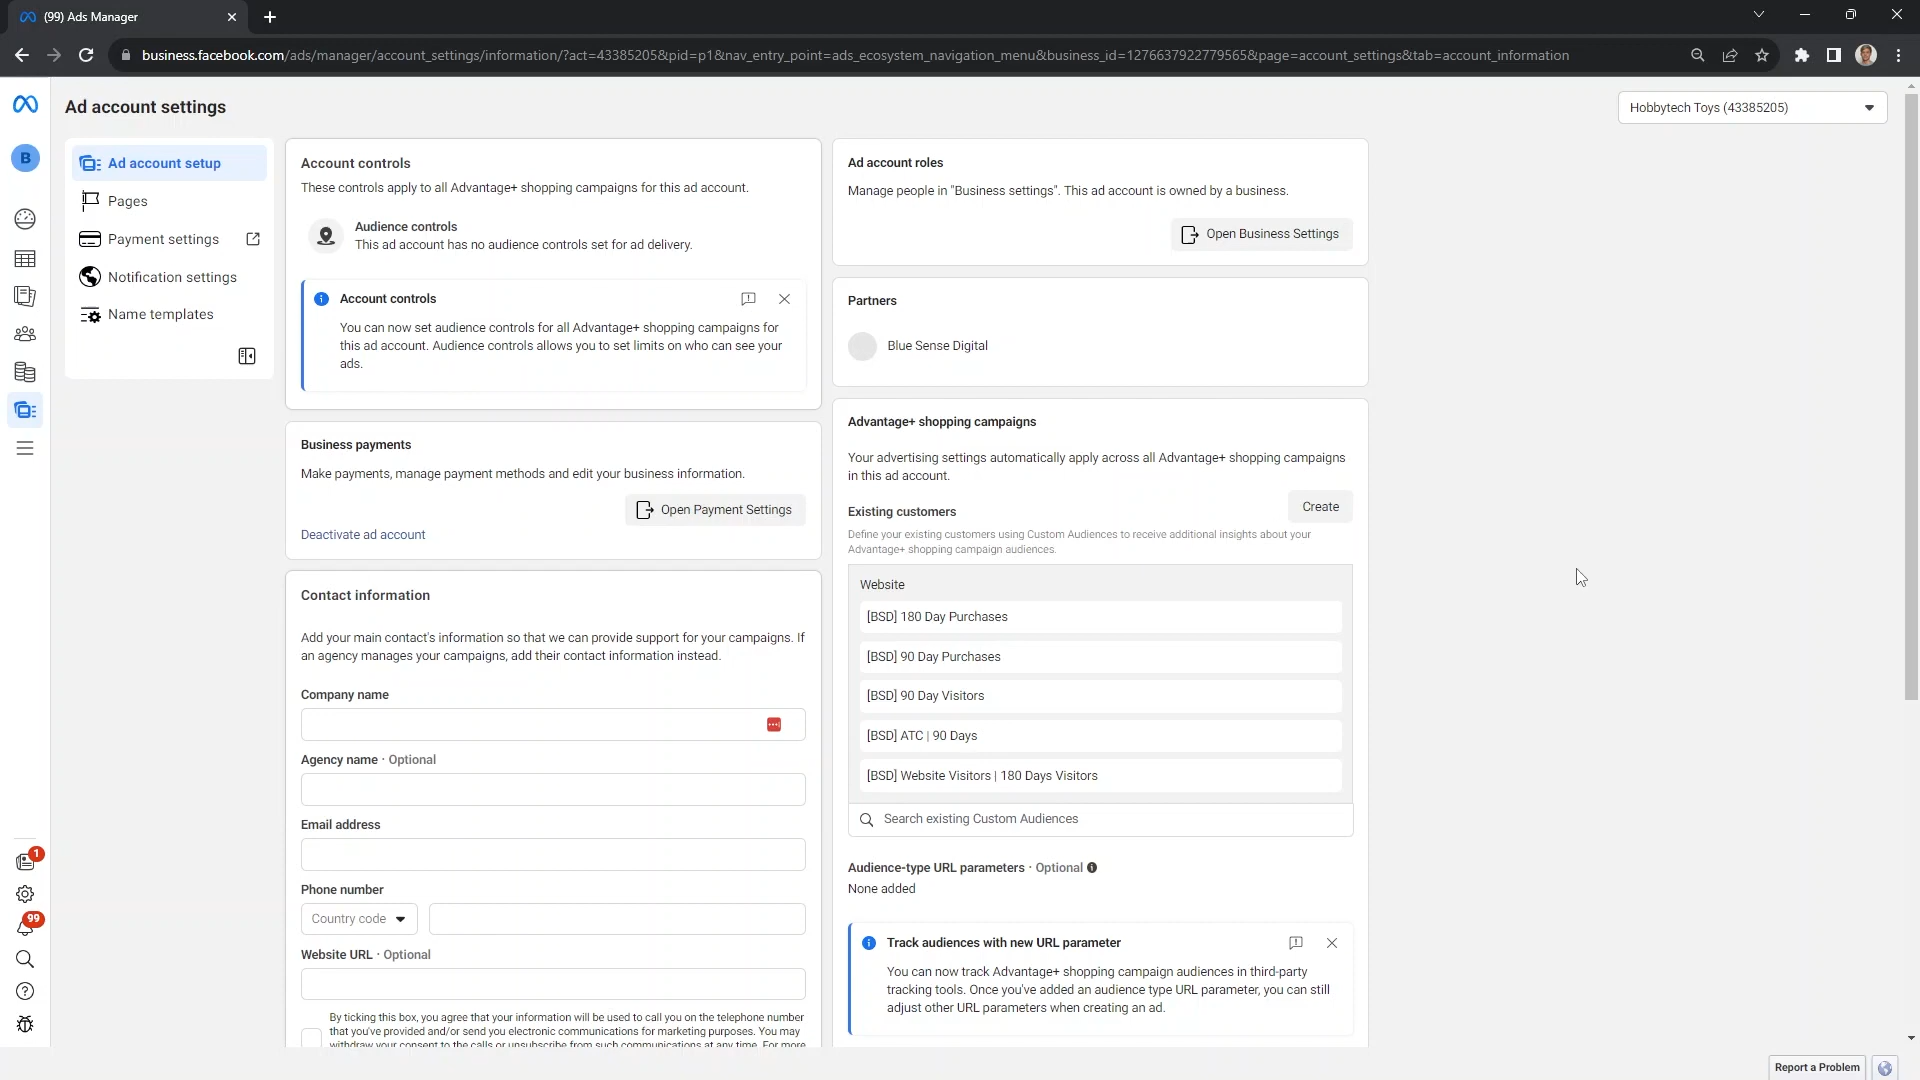 (99) Ads Manager
business.facebook.com/ads/manager/account_settings/information/?act=43385205&pid=p1&nav_entry_point=ads_ecosystem_navigation_menu&business_id=1276637922779565&page=account_settings&tab=account_information
Ad account settings
Hobbytech Toys (43385205)
B
Ad account setup
Pages
Payment settings
Notification settings
Name templates
1
99
Account controls
These controls apply to all Advantage+ shopping campaigns for this ad account.
Audience controls
This ad account has no audience controls set for ad delivery.
Account controls
You can now set audience controls for all Advantage+ shopping campaigns for
this ad account. Audience controls allows you to set limits on who can see your
ads.
Business payments
Make payments, manage payment methods and edit your business information.
Open Payment Settings
Deactivate ad account
Contact information
Add your main contact's information so that we can provide support for your campaigns. If
an agency manages your campaigns, add their contact information instead.
Company name
Agency name · Optional
Email address
Phone number
Country code
Website URL · Optional
By ticking this box, you agree that your information will be used to call you on the telephone number
that you've provided and/or send you electronic communications for marketing purposes. You may
withdraw your consent to the calls or unsubscribe from such communications at any time. For more
Ad account roles
Manage people in "Business settings". This ad account is owned by a business.
Open Business Settings
Partners
Blue Sense Digital
Advantage+ shopping campaigns
Your advertising settings automatically apply across all Advantage+ shopping campaigns
in this ad account.
Existing customers
Create
Define your existing customers using Custom Audiences to receive additional insights about your
Advantage+ shopping campaign audiences.
Website
[BSD] 180 Day Purchases
[BSD] 90 Day Purchases
[BSD] 90 Day Visitors
[BSD] ATC | 90 Days
[BSD] Website Visitors | 180 Days Visitors
Search existing Custom Audiences
Audience-type URL parameters · Optional
None added
Track audiences with new URL parameter
You can now track Advantage+ shopping campaign audiences in third-party
tracking tools. Once you've added an audience type URL parameter, you can still
adjust other URL parameters when creating an ad.
Report a Problem